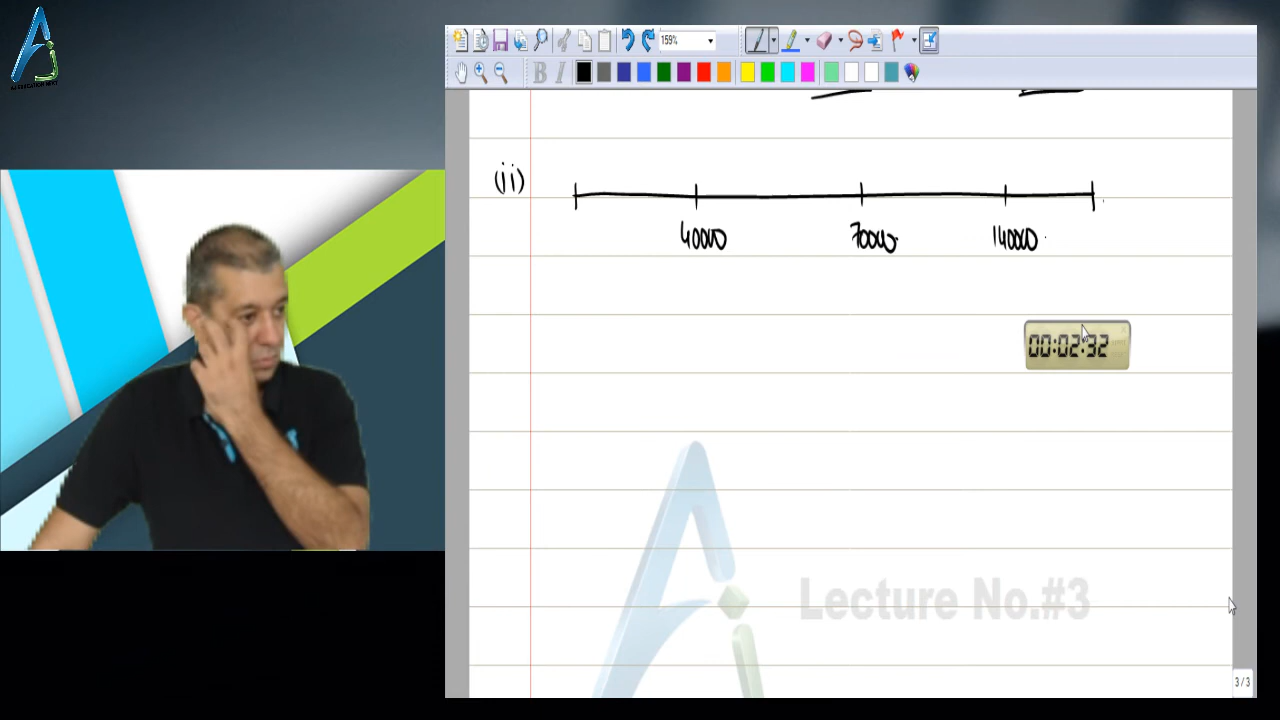 159%
B I
(ii)
40000 70000 140000
00:02:32
Lecture No.#3
3/3